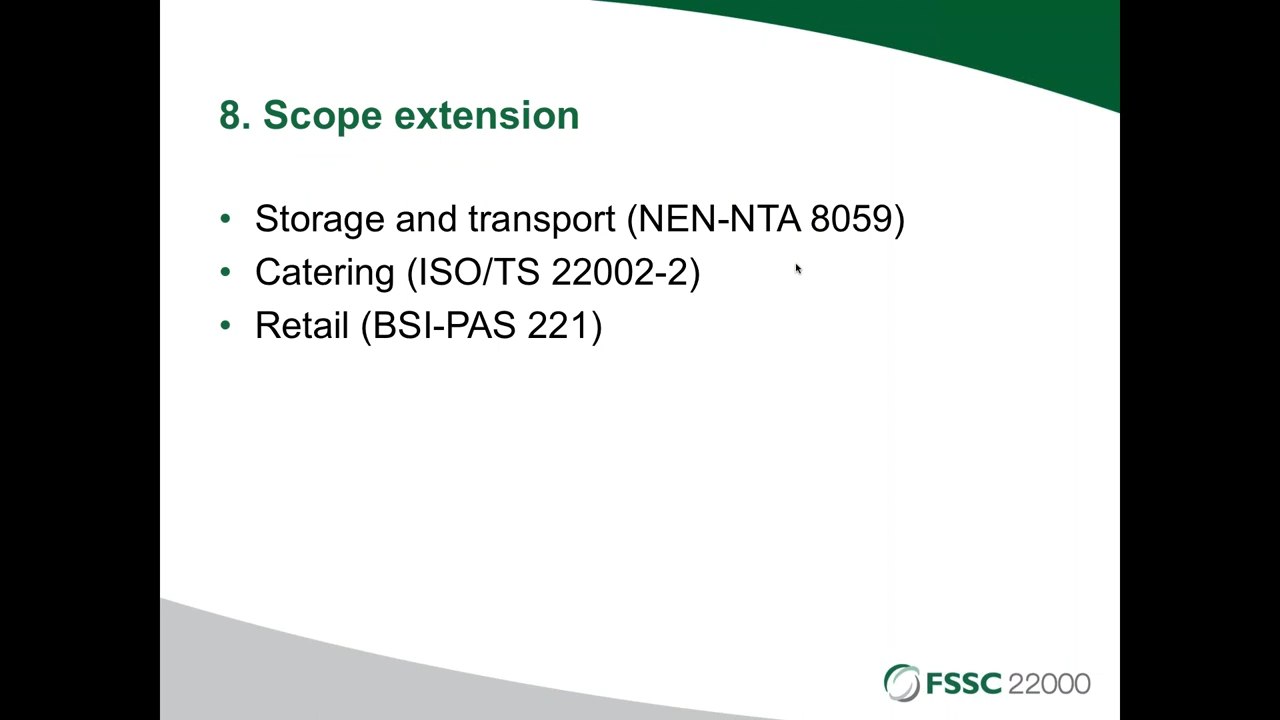 8. Scope extension
• Storage and transport (NEN-NTA 8059)
• Catering (ISO/TS 22002-2)
• Retail (BSI-PAS 221)
FSSC 22000